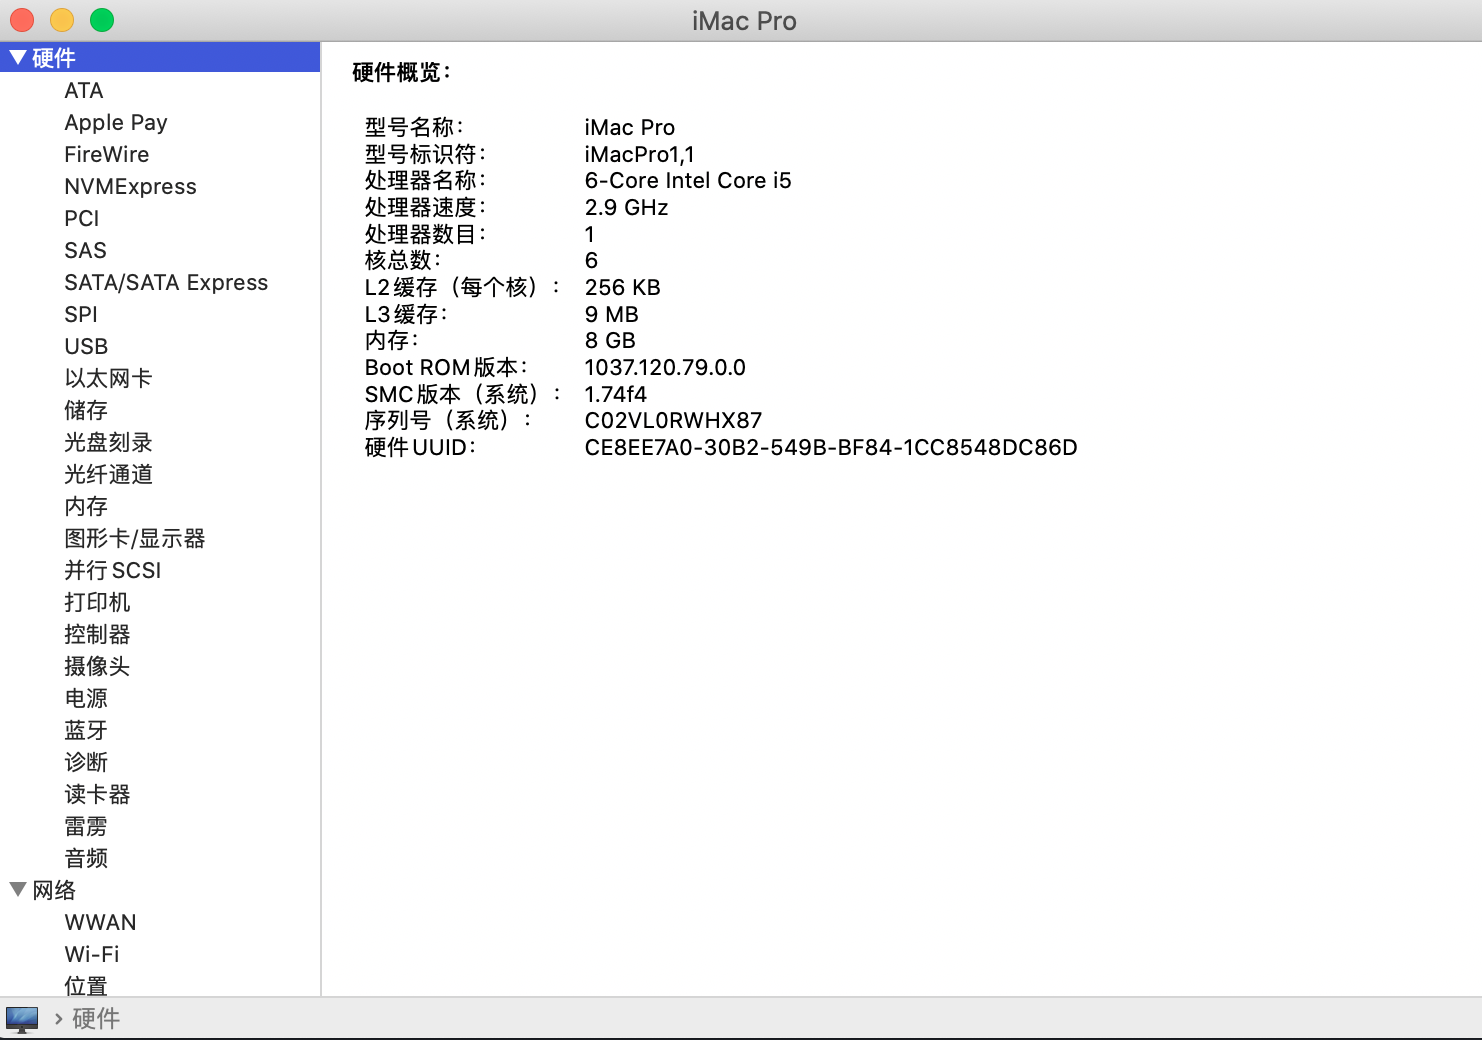 iMac Pro
硬件
ATA
Apple Pay
FireWire
NVMExpress
PCI
SAS
SATA/SATA Express
SPI
USB
以太网卡
储存
光盘刻录
光纤通道
内存
图形卡/显示器
并行SCSI
打印机
控制器
摄像头
电源
蓝牙
诊断
读卡器
雷雳
音频
网络
WWAN
Wi-Fi
位置
硬件概览：
型号名称： iMac Pro
型号标识符： iMacPro1,1
处理器名称： 6-Core Intel Core i5
处理器速度： 2.9 GHz
处理器数目： 1
核总数： 6
L2缓存（每个核）： 256 KB
L3缓存： 9 MB
内存： 8 GB
Boot ROM版本： 1037.120.79.0.0
SMC版本（系统）： 1.74f4
序列号（系统）： C02VL0RWHX87
硬件UUID： CE8EE7A0-30B2-549B-BF84-1CC8548DC86D
› 硬件